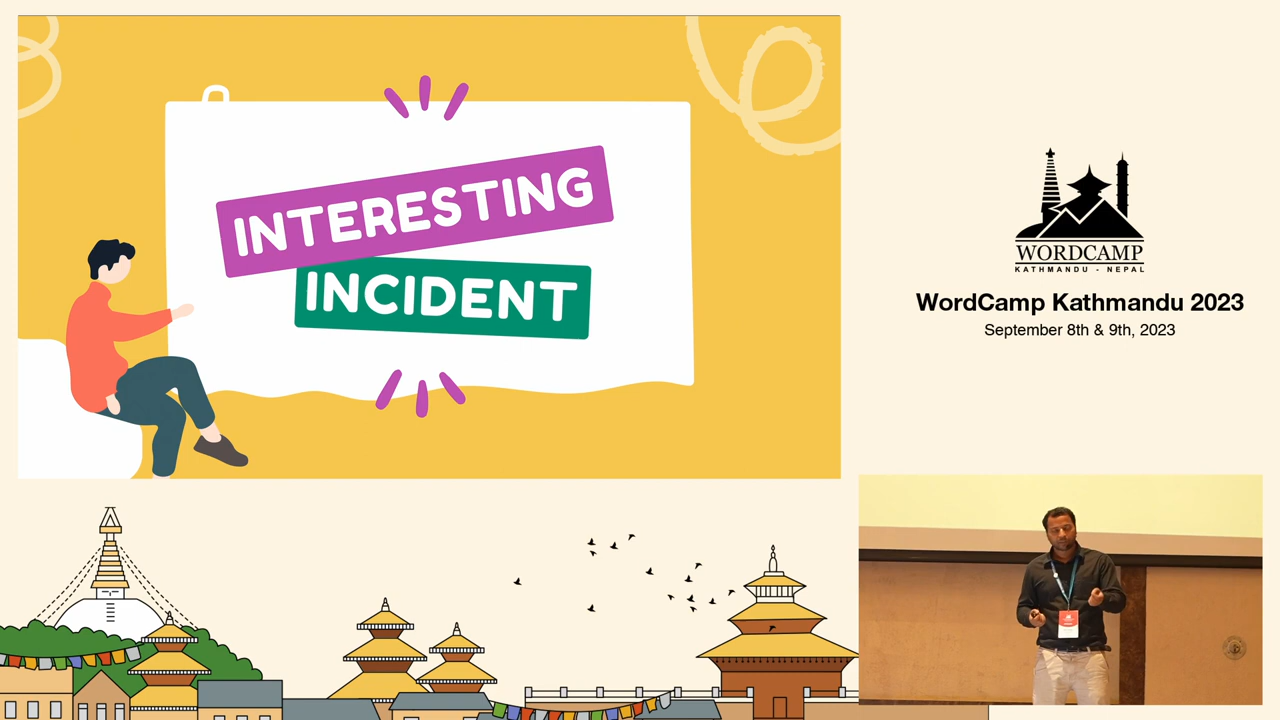 INTERESTING
INCIDENT
WORDCAMP
KATHMANDU - NEPAL
WordCamp Kathmandu 2023
September 8th & 9th, 2023